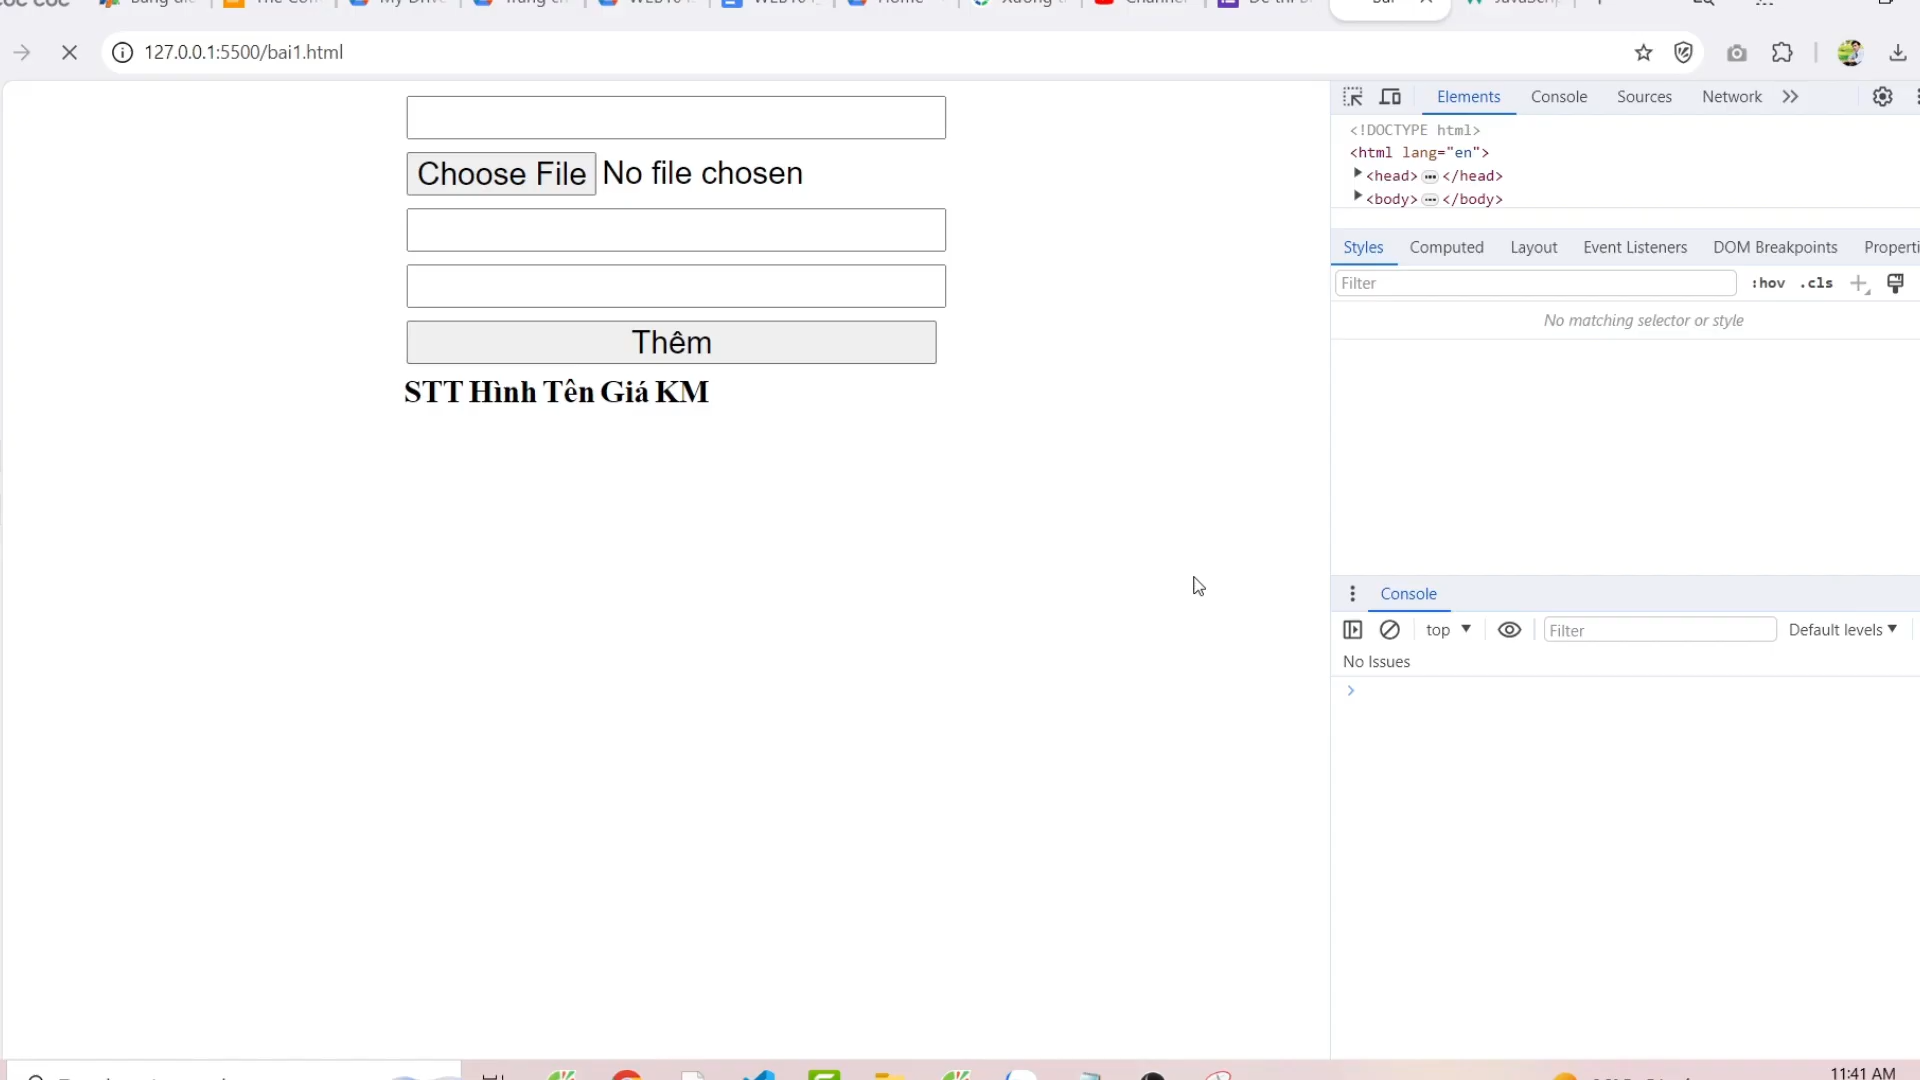 127.0.0.1:5500/bai1.html
Choose File No file chosen
Thêm
STT Hình Tên Giá KM
Elements Console Sources Network
<!DOCTYPE html>
<html lang="en">
<head> ••• </head>
<body> ••• </body>
Styles Computed Layout Event Listeners DOM Breakpoints Properti
Filter :hov .cls
No matching selector or style
Console
top Filter Default levels
No Issues
11:41 AM